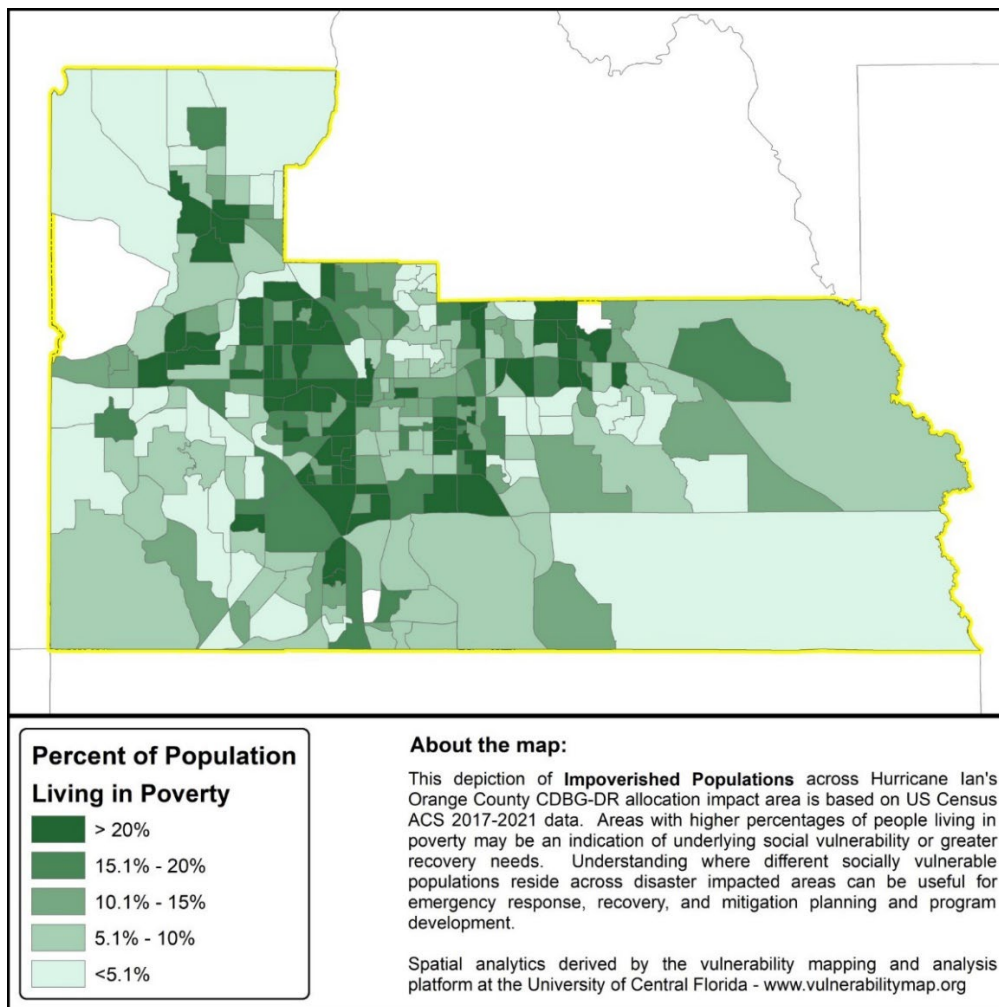 Percent of Population
Living in Poverty
> 20%
15.1% - 20%
10.1% - 15%
5.1% - 10%
<5.1%
About the map:
This depiction of Impoverished Populations across Hurricane Ian's
Orange County CDBG-DR allocation impact area is based on US Census
ACS 2017-2021 data. Areas with higher percentages of people living in
poverty may be an indication of underlying social vulnerability or greater
recovery needs. Understanding where different socially vulnerable
populations reside across disaster impacted areas can be useful for
emergency response, recovery, and mitigation planning and program
development.
Spatial analytics derived by the vulnerability mapping and analysis
platform at the University of Central Florida - www.vulnerabilitymap.org